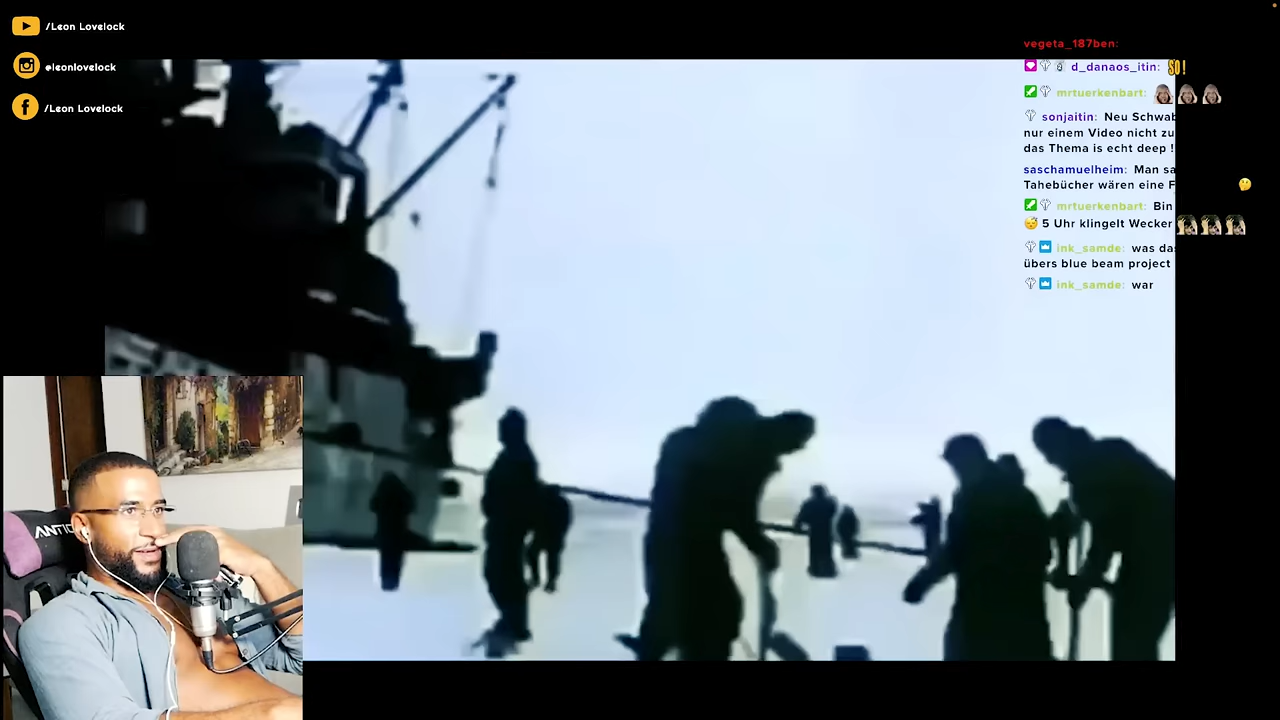 /Leon Lovelock
@leonlovelock
/Leon Lovelock
vegeta_187ben:
d_danaos_itin: SO!
mrtuerkenbart:
sonjaitin: Neu Schwab
nur einem Video nicht zu
das Thema is echt deep !
saschamuelheim: Man sa
Tahebücher wären eine F
mrtuerkenbart: Bin
5 Uhr klingelt Wecker
ink_samde: was das
übers blue beam project
ink_samde: war